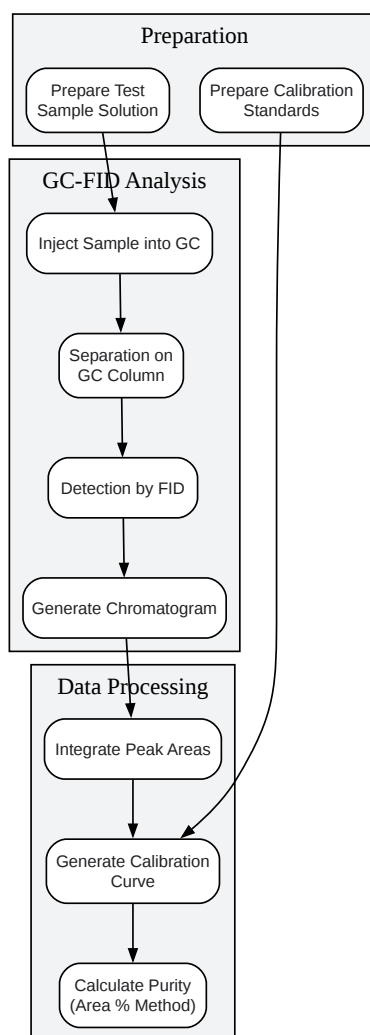 Preparation
Prepare Test
Sample Solution
Prepare Calibration
Standards
GC-FID Analysis
Inject Sample into GC
Separation on
GC Column
Detection by FID
Generate Chromatogram
Data Processing
Integrate Peak Areas
Generate Calibration
Curve
Calculate Purity
(Area % Method)